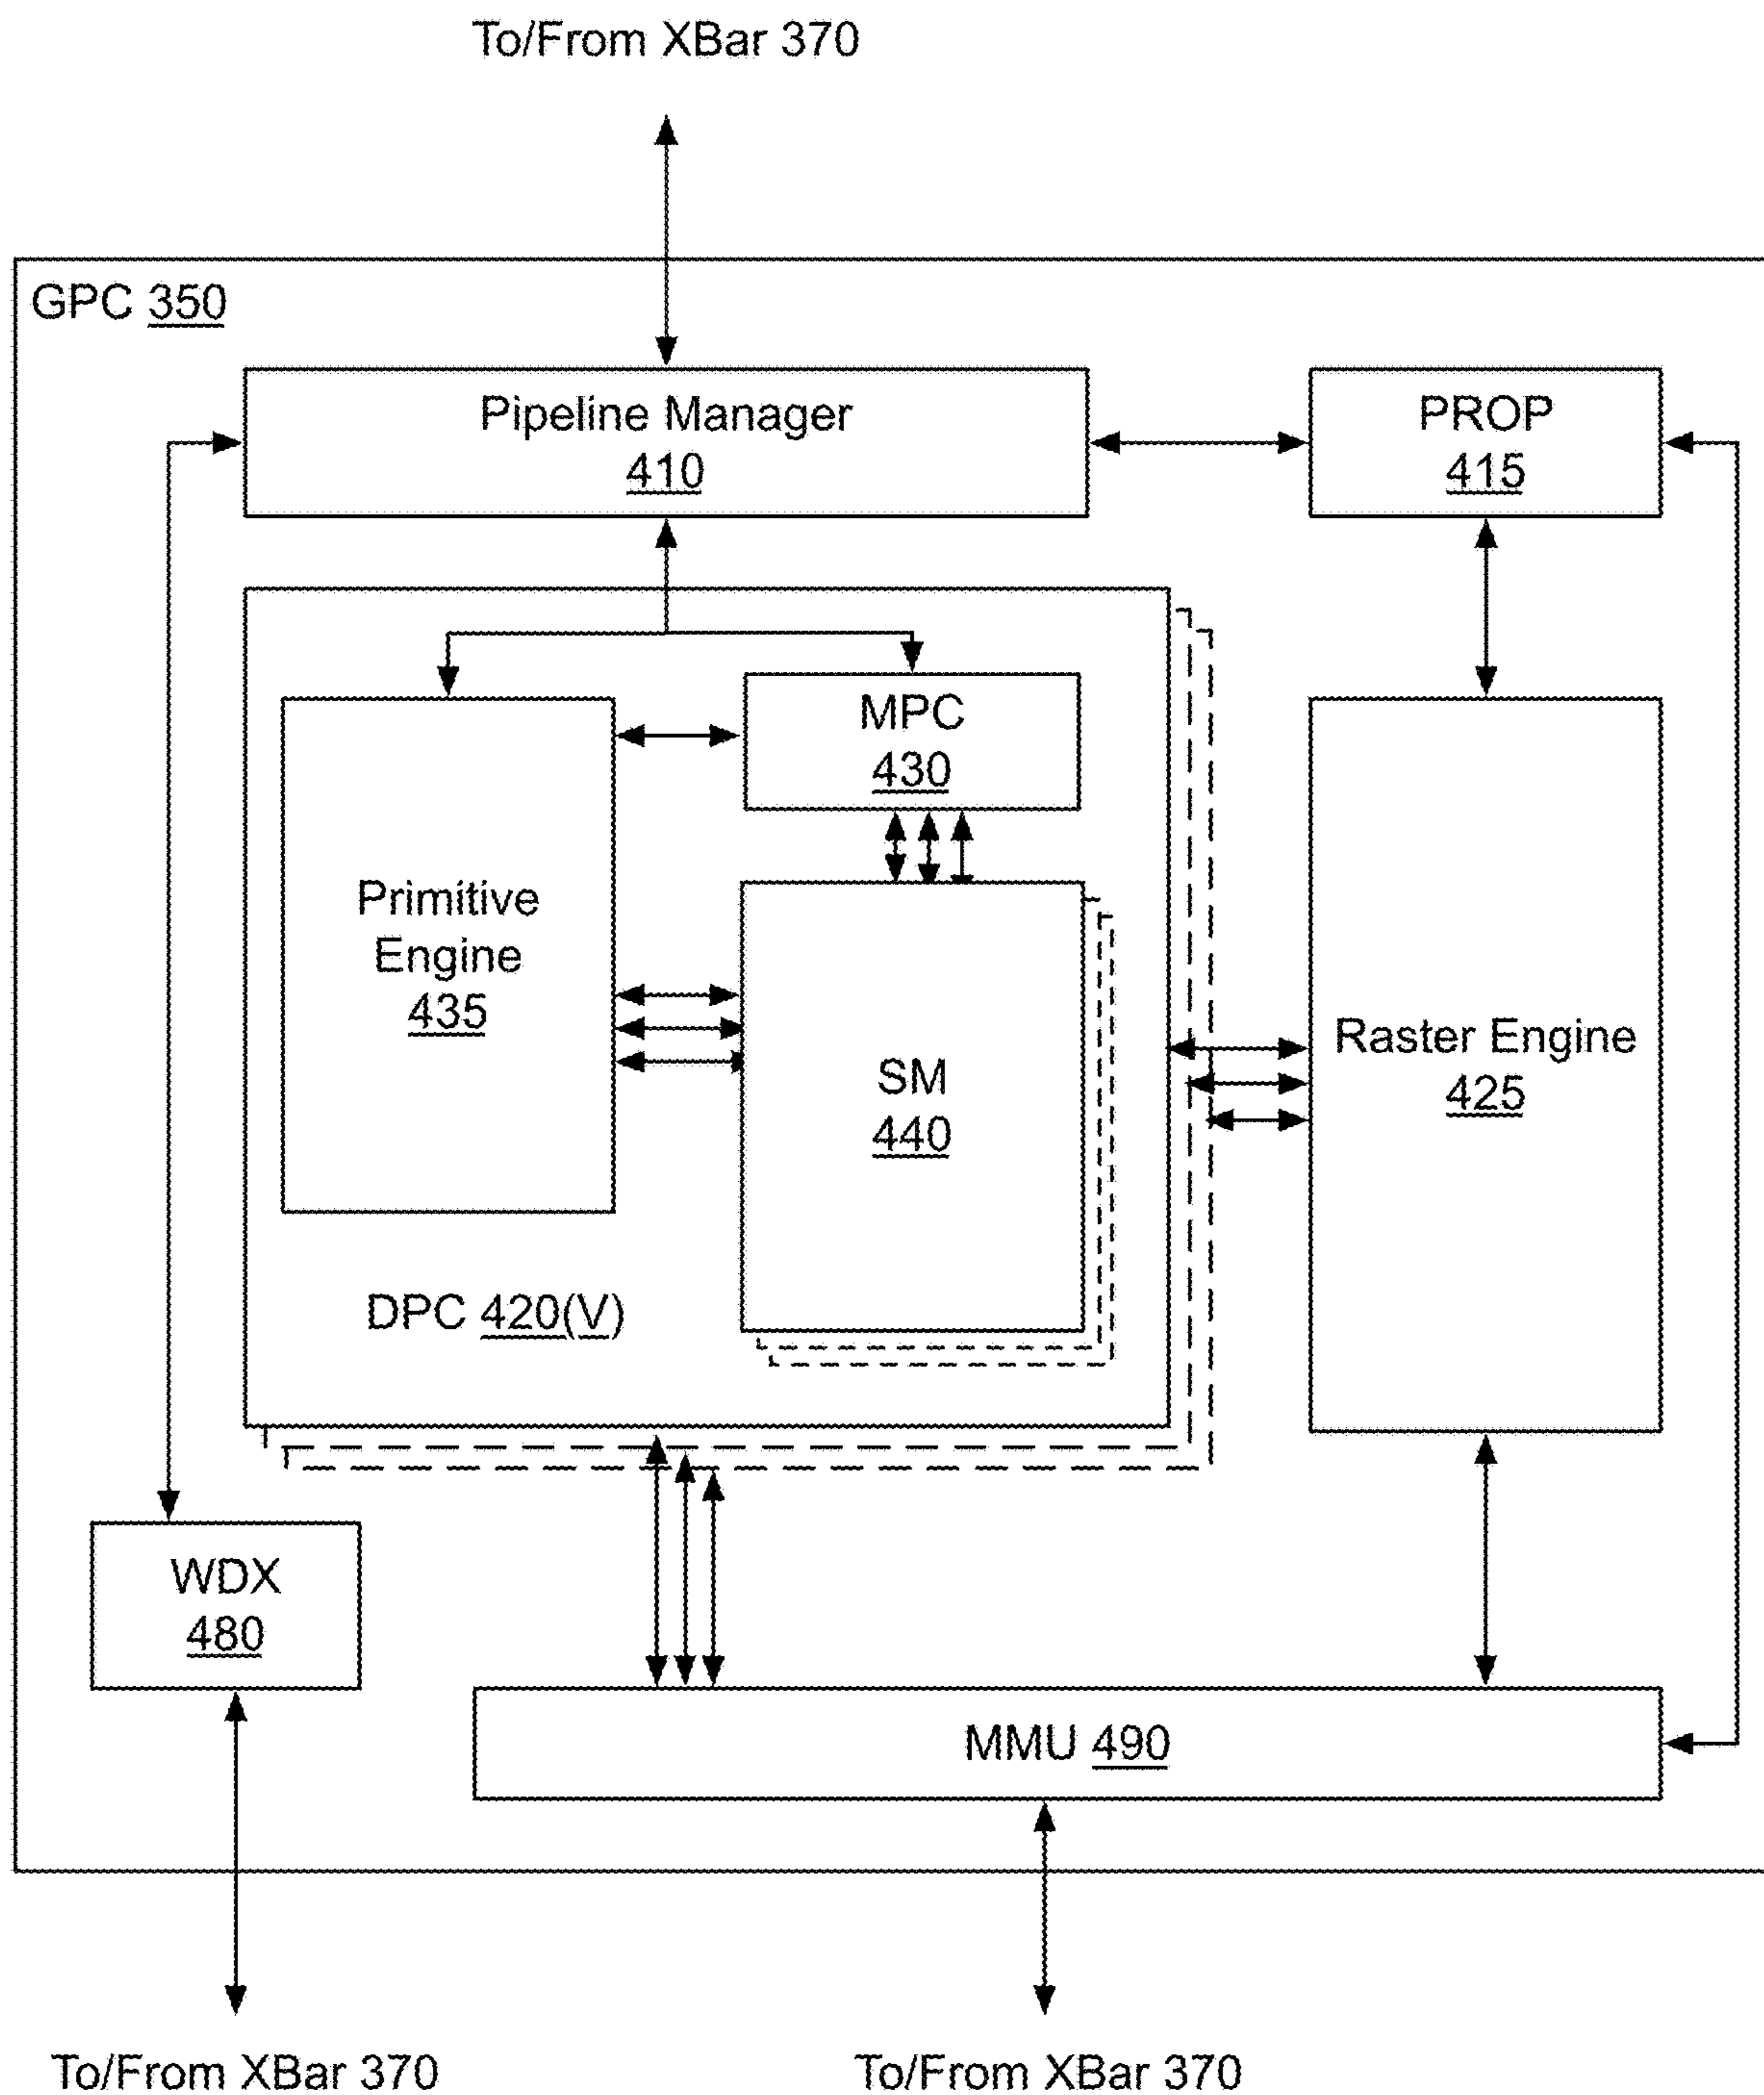 To/From XBar 370
GPC 350
Pipeline Manager
410
PROP
415
MPC
430
Primitive
Engine
435
SM
440
Raster Engine
425
DPC 420(V)
WDX
480
MMU 490
To/From XBar 370
To/From XBar 370